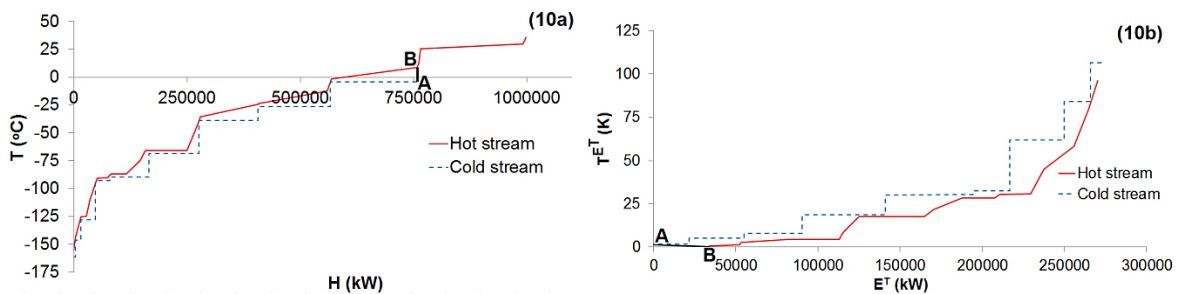 (10a)
50
25
0
-25
-50
-75
-100
-125
-150
-175
T (oC)
0
250000
500000
750000
1000000
B
A
Hot stream
Cold stream
H (kW)
(10b)
125
100
75
50
25
0
T^E^T (K)
A
B
Hot stream
Cold stream
0
50000
100000
150000
200000
250000
300000
E^T (kW)